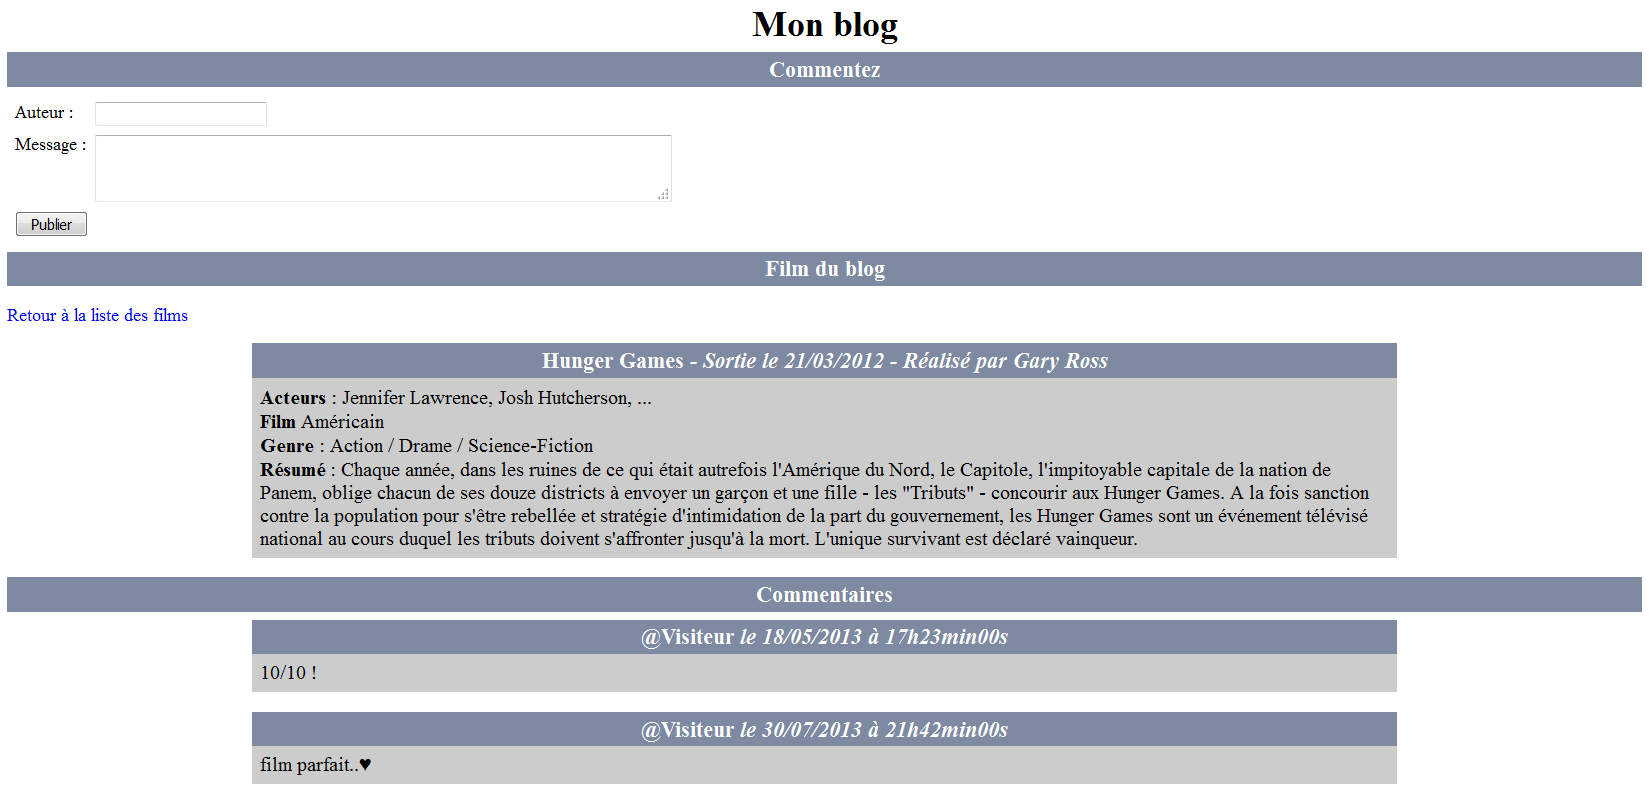 Mon blog
Commentez
Auteur :
Message :
Publier
Film du blog
Retour à la liste des films
Hunger Games - Sortie le 21/03/2012 - Réalisé par Gary Ross
Acteurs : Jennifer Lawrence, Josh Hutcherson, ...
Film Américain
Genre : Action / Drame / Science-Fiction
Résumé : Chaque année, dans les ruines de ce qui était autrefois l'Amérique du Nord, le Capitole, l'impitoyable capitale de la nation de
Panem, oblige chacun de ses douze districts à envoyer un garçon et une fille - les "Tributs" - concourir aux Hunger Games. A la fois sanction
contre la population pour s'être rebellée et stratégie d'intimidation de la part du gouvernement, les Hunger Games sont un événement télévisé
national au cours duquel les tributs doivent s'affronter jusqu'à la mort. L'unique survivant est déclaré vainqueur.
Commentaires
@Visiteur le 18/05/2013 à 17h23min00s
10/10 !
@Visiteur le 30/07/2013 à 21h42min00s
film parfait..♥